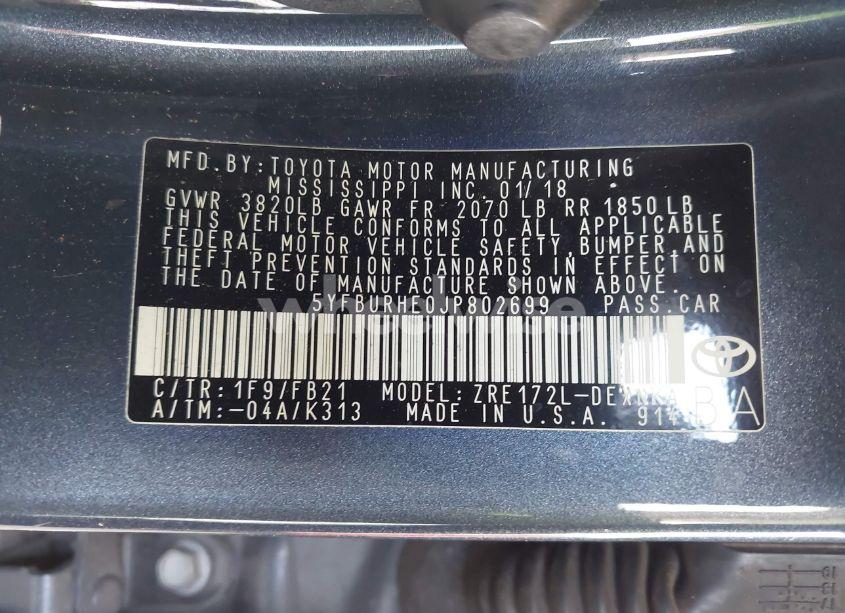 MFD. BY: TOYOTA MOTOR MANUFACTURING
MISSISSIPPI INC. 01/18
GVWR 3820LB GAWR FR 2070 LB RR 1850 LB
THIS VEHICLE CONFORMS TO ALL APPLICABLE
FEDERAL MOTOR VEHICLE SAFETY, BUMPER, AND
THEFT PREVENTION STANDARDS IN EFFECT ON
THE DATE OF MANUFACTURE SHOWN ABOVE.
5YFBURHE0JP802699 PASS. CAR
C/TR: 1F9/FB21 MODEL: ZRE172L-
A/TM: -04A/K313 MADE IN U.S.A.
BA